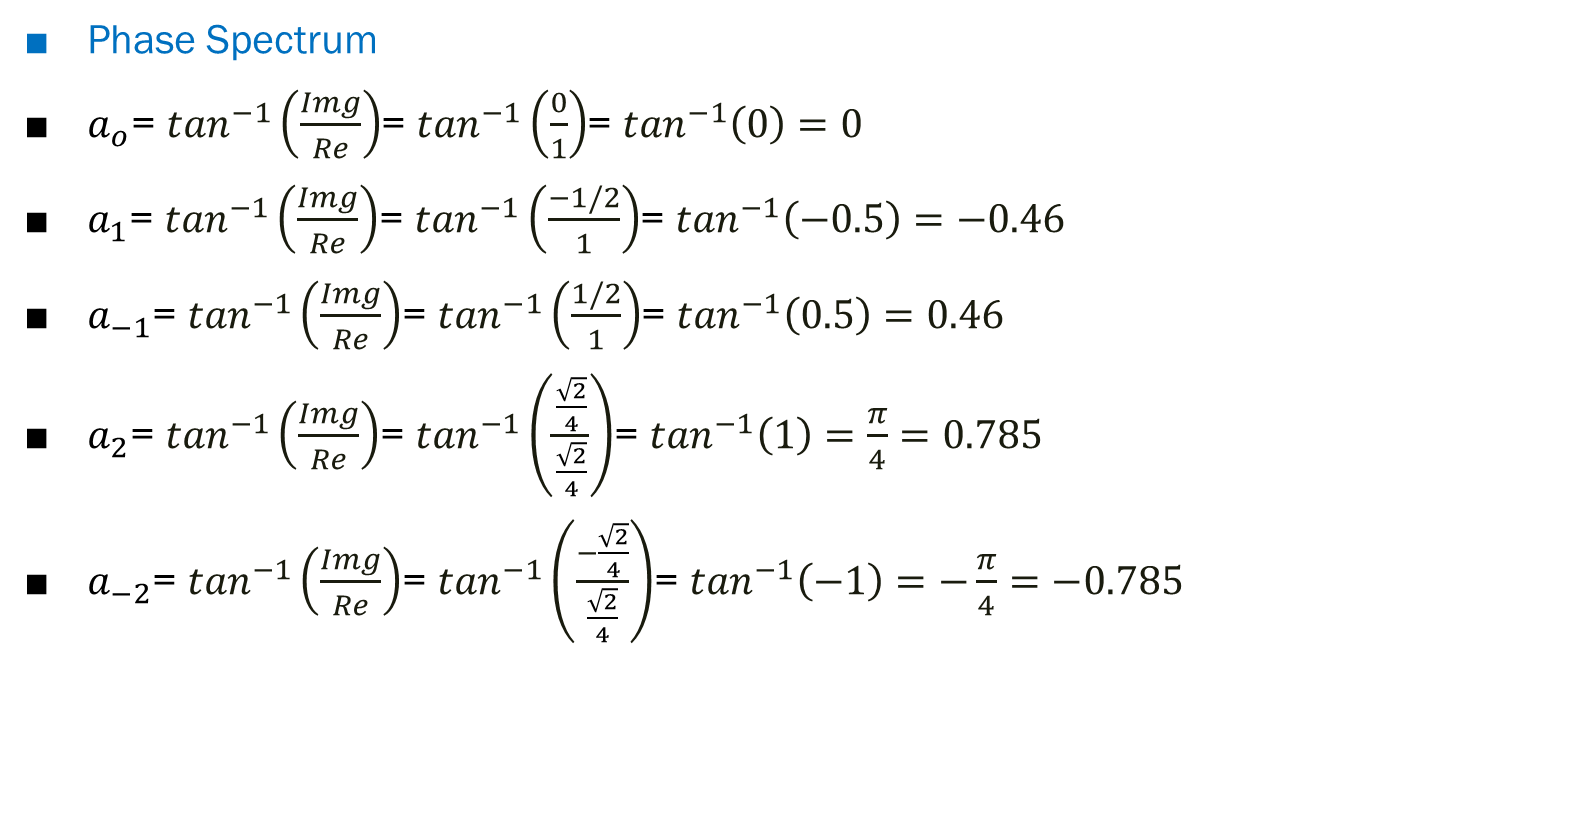 ■ Phase Spectrum
■ a_o = tan^{−1}(Img/Re) = tan^{−1}(0/1) = tan^{−1}(0) = 0
■ a_1 = tan^{−1}(Img/Re) = tan^{−1}((−1/2)/1) = tan^{−1}(−0.5) = −0.46
■ a_{−1} = tan^{−1}(Img/Re) = tan^{−1}((1/2)/1) = tan^{−1}(0.5) = 0.46
■ a_2 = tan^{−1}(Img/Re) = tan^{−1}((√2/4)/(√2/4)) = tan^{−1}(1) = π/4 = 0.785
■ a_{−2} = tan^{−1}(Img/Re) = tan^{−1}((−√2/4)/(√2/4)) = tan^{−1}(−1) = −π/4 = −0.785